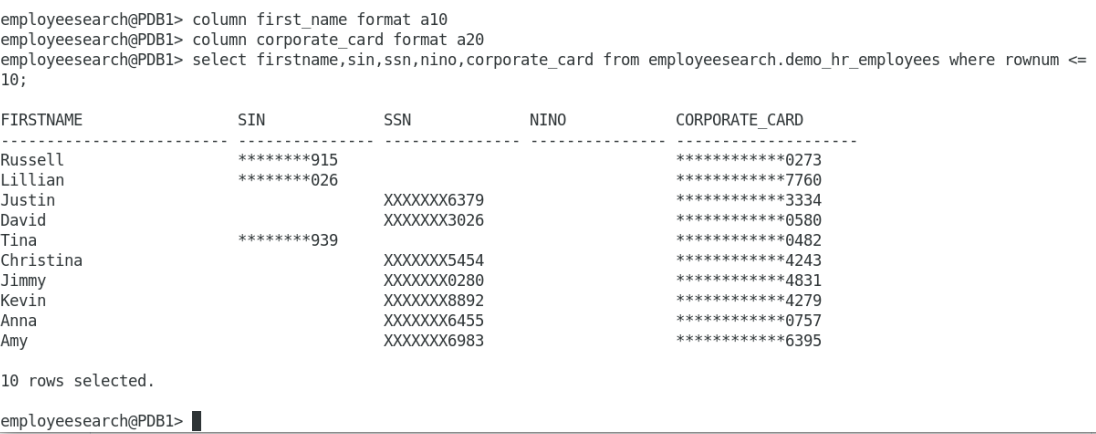 employeesearch@PDB1> column first_name format a10
employeesearch@PDB1> column corporate_card format a20
employeesearch@PDB1> select firstname,sin,ssn,nino,corporate_card from employeesearch.demo_hr_employees where rownum <=
10;
FIRSTNAME                 SIN             SSN             NINO            CORPORATE_CARD
------------------------- --------------- --------------- --------------- --------------------
Russell                   ********915                                     ************0273
Lillian                   ********026                                     ************7760
Justin                                    XXXXXXX6379                     ************3334
David                                     XXXXXXX3026                     ************0580
Tina                      ********939                                     ************0482
Christina                                 XXXXXXX5454                     ************4243
Jimmy                                     XXXXXXX0280                     ************4831
Kevin                                     XXXXXXX8892                     ************4279
Anna                                      XXXXXXX6455                     ************0757
Amy                                       XXXXXXX6983                     ************6395
10 rows selected.
employeesearch@PDB1>